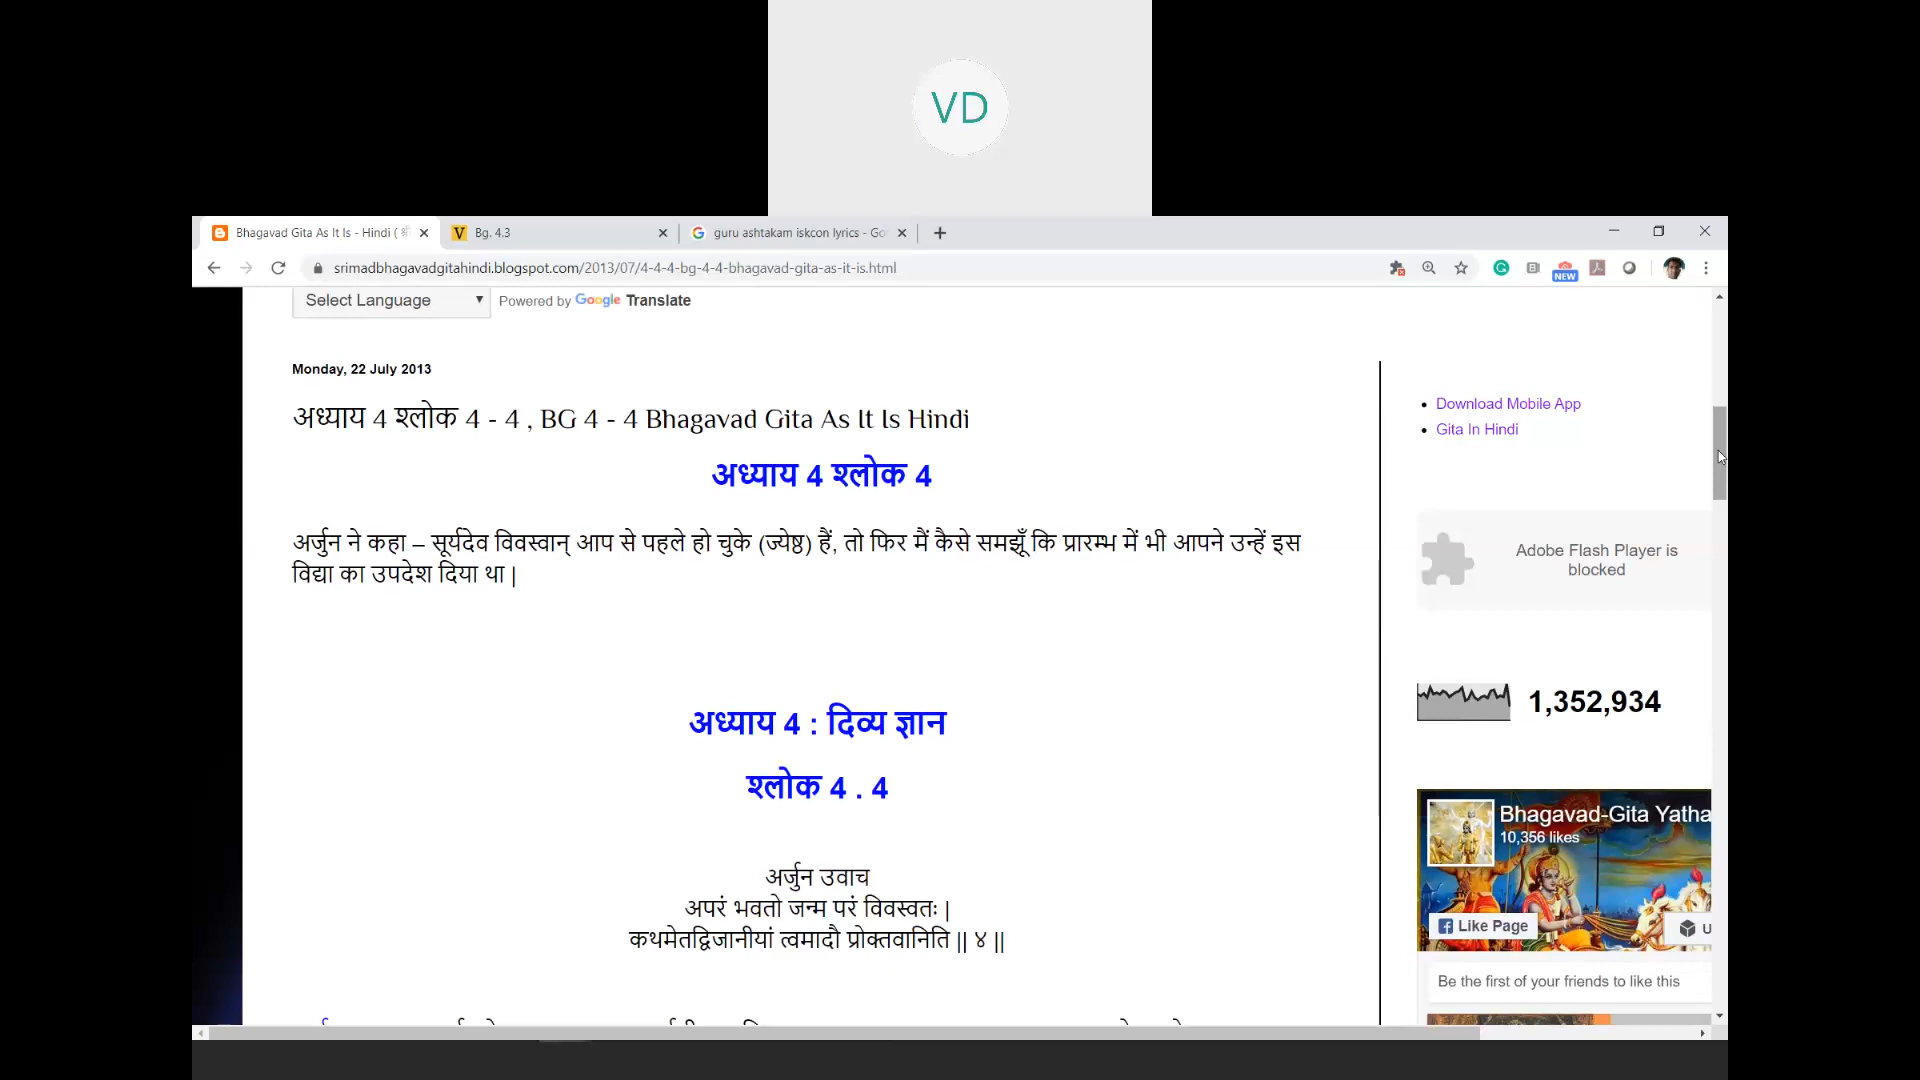 VD
Bhagavad Gita As It Is - Hindi (
Bg. 4.3
guru ashtakam iskcon lyrics - Go
srimadbhagavadgitahindi.blogspot.com/2013/07/4-4-4-bg-4-4-bhagavad-gita-as-it-is.html
NEW
Select Language
Powered by Google Translate
Monday, 22 July 2013
अध्याय 4 श्लोक 4 - 4 , BG 4 - 4 Bhagavad Gita As It Is Hindi
अध्याय 4 श्लोक 4
अर्जुन ने कहा – सूर्यदेव विवस्वान् आप से पहले हो चुके (ज्येष्ठ) हैं, तो फिर मैं कैसे समझूँ कि प्रारम्भ में भी आपने उन्हें इस
विद्या का उपदेश दिया था |
अध्याय 4 : दिव्य ज्ञान
श्लोक 4 . 4
अर्जुन उवाच
अपरं भवतो जन्म परं विवस्वतः |
कथमेतद्विजानीयां त्वमादौ प्रोक्तवानिति || ४ ||
Download Mobile App
Gita In Hindi
Adobe Flash Player is
blocked
1,352,934
Bhagavad-Gita Yatha
10,356 likes
Like Page
U
Be the first of your friends to like this